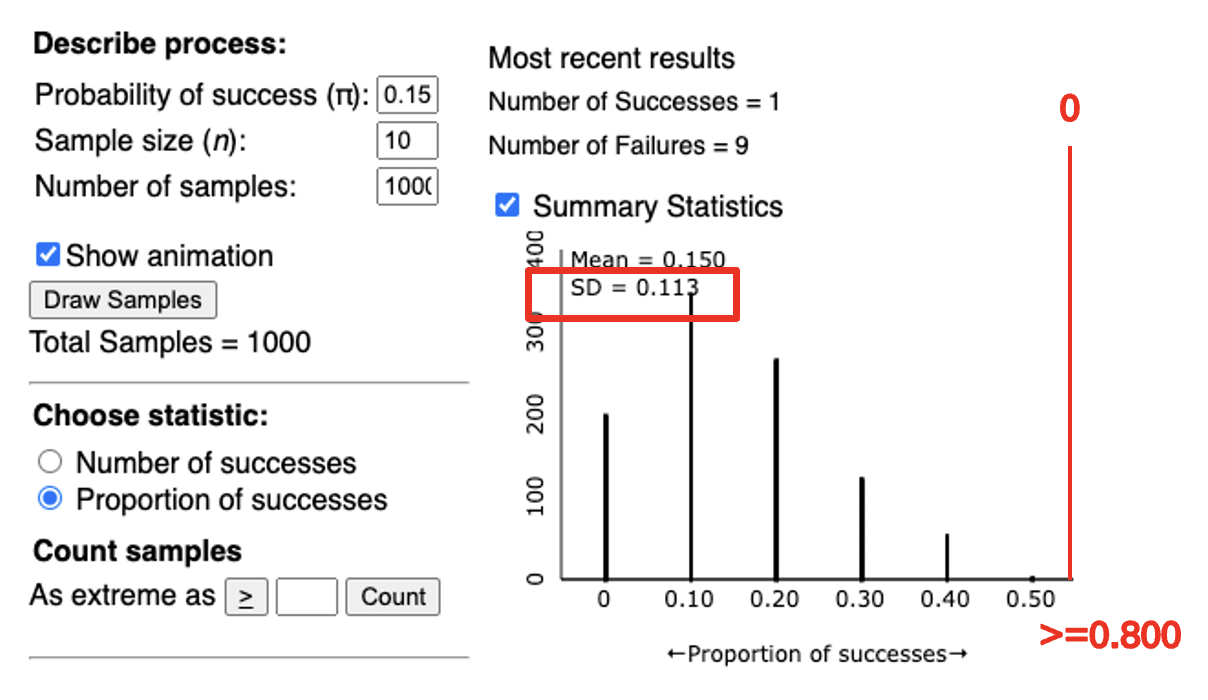 Describe process:
Probability of success (π): 0.15
Sample size (n): 10
Number of samples: 100(
Show animation
Draw Samples
Total Samples = 1000
Choose statistic:
Number of successes
Proportion of successes
Count samples
As extreme as ≥ Count
Most recent results
Number of Successes = 1
Number of Failures = 9
Summary Statistics
Mean = 0.150
SD = 0.113
400
300
200
100
0
0 0.10 0.20 0.30 0.40 0.50
←Proportion of successes→
0
>=0.800